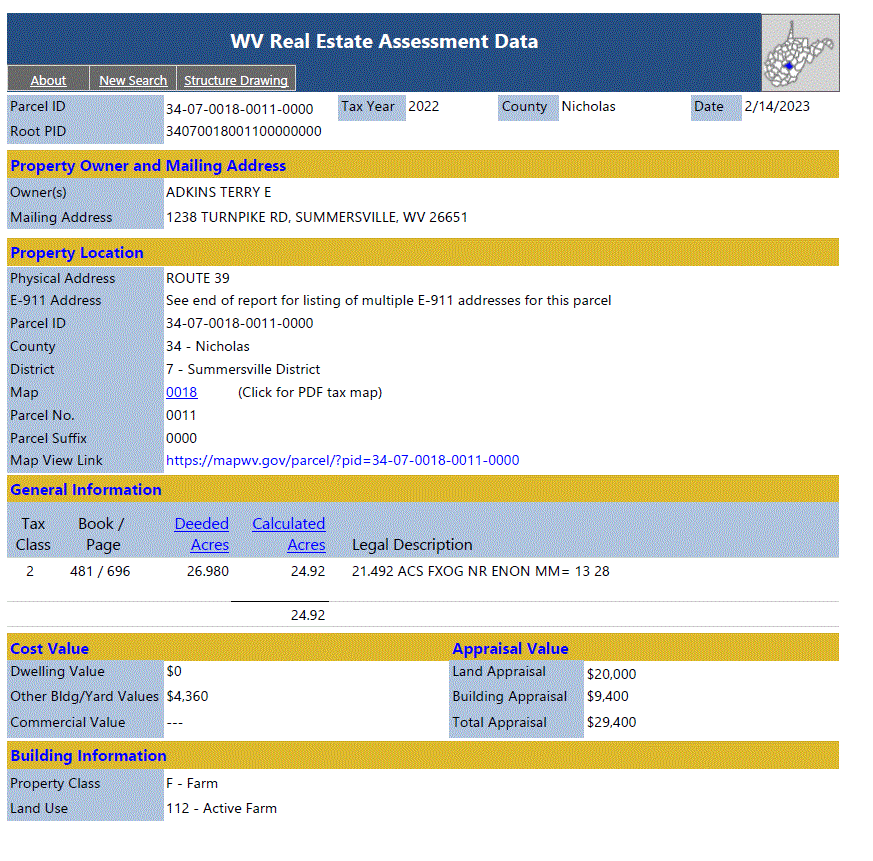 WV Real Estate Assessment Data
About New Search Structure Drawing
Parcel ID 34-07-0018-0011-0000 Tax Year 2022 County Nicholas Date 2/14/2023
Root PID 34070018001100000000
Property Owner and Mailing Address
Owner(s) ADKINS TERRY E
Mailing Address 1238 TURNPIKE RD, SUMMERSVILLE, WV 26651
Property Location
Physical Address ROUTE 39
E-911 Address See end of report for listing of multiple E-911 addresses for this parcel
Parcel ID 34-07-0018-0011-0000
County 34 - Nicholas
District 7 - Summersville District
Map 0018 (Click for PDF tax map)
Parcel No. 0011
Parcel Suffix 0000
Map View Link https://mapwv.gov/parcel/?pid=34-07-0018-0011-0000
General Information
Tax Book / Deeded Calculated
Class Page Acres Acres Legal Description
2 481 / 696 26.980 24.92 21.492 ACS FXOG NR ENON MM= 13 28
24.92
Cost Value Appraisal Value
Dwelling Value $0 Land Appraisal $20,000
Other Bldg/Yard Values $4,360 Building Appraisal $9,400
Commercial Value --- Total Appraisal $29,400
Building Information
Property Class F - Farm
Land Use 112 - Active Farm